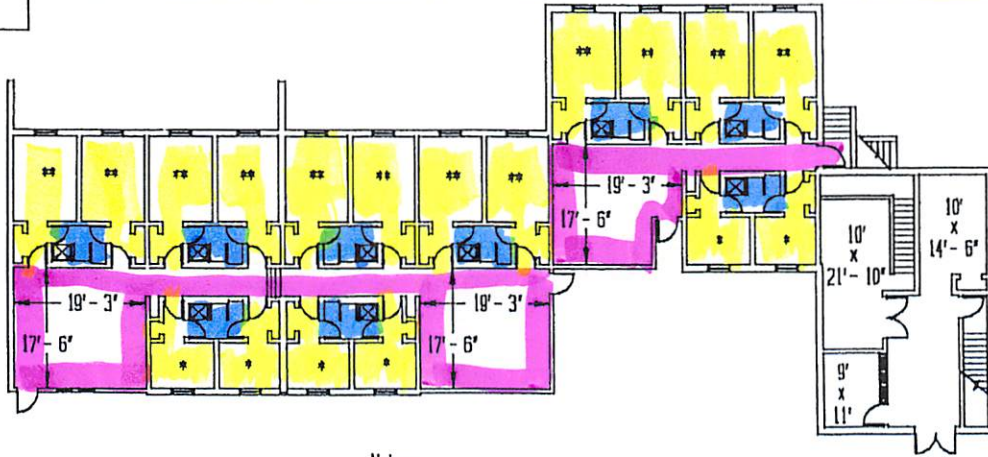 ** ** ** **
** ** ** ** ** ** ** **
19' - 3"
17' - 6"
* *
10'
x
21' - 10"
10'
x
14' - 6"
19' - 3"
17' - 6"
* * * *
19' - 3"
17' - 6"
9'
x
11'